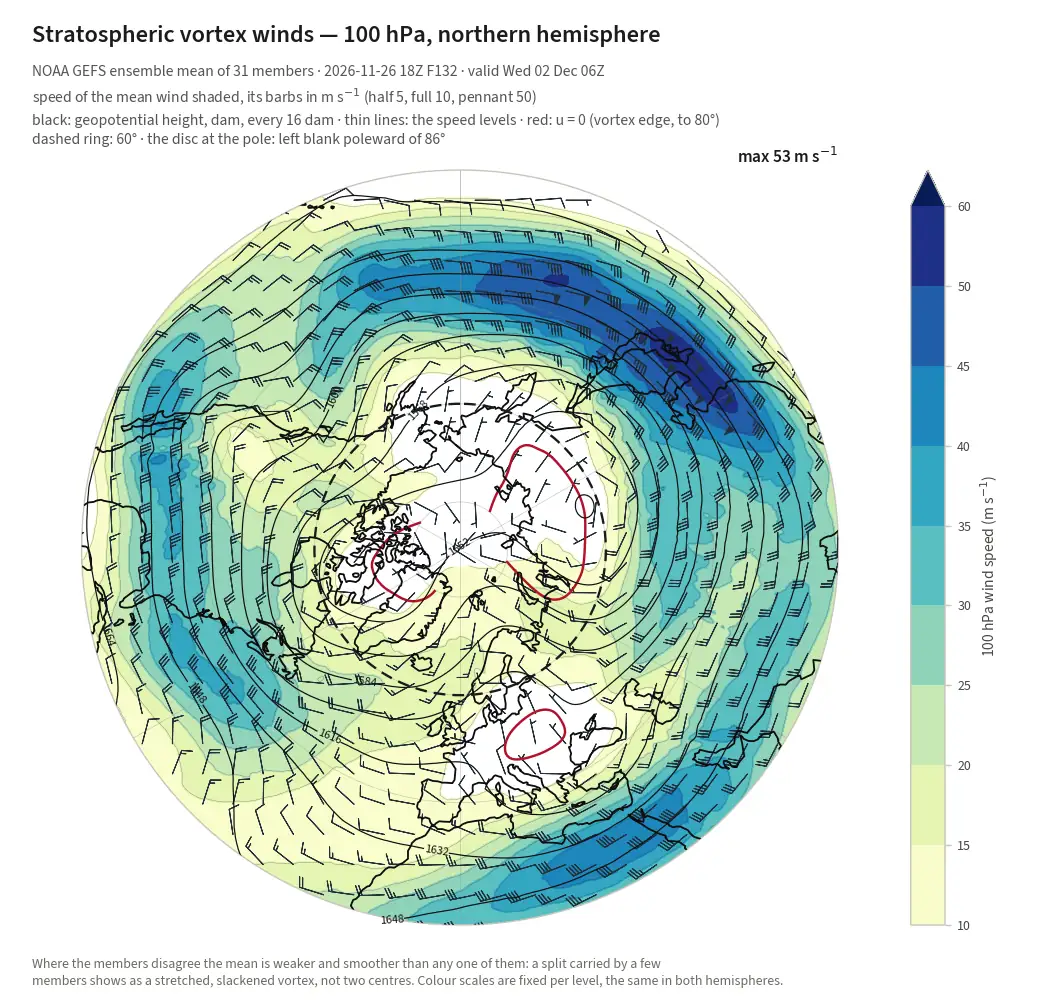 Stratospheric vortex winds — 100 hPa, northern hemisphere
NOAA GEFS ensemble mean of 31 members · 2026-11-26 18Z F132 · valid Wed 02 Dec 06Z
speed of the mean wind shaded, its barbs in m s⁻¹ (half 5, full 10, pennant 50)
black: geopotential height, dam, every 16 dam · thin lines: the speed levels · red: u = 0 (vortex edge, to 80°)
dashed ring: 60° · the disc at the pole: left blank poleward of 86°
max 53 m s⁻¹
60
50
45
40
35
30
25
20
15
10
100 hPa wind speed (m s⁻¹)
1584
1616
1632
1648
Where the members disagree the mean is weaker and smoother than any one of them: a split carried by a few
members shows as a stretched, slackened vortex, not two centres. Colour scales are fixed per level, the same in both hemispheres.